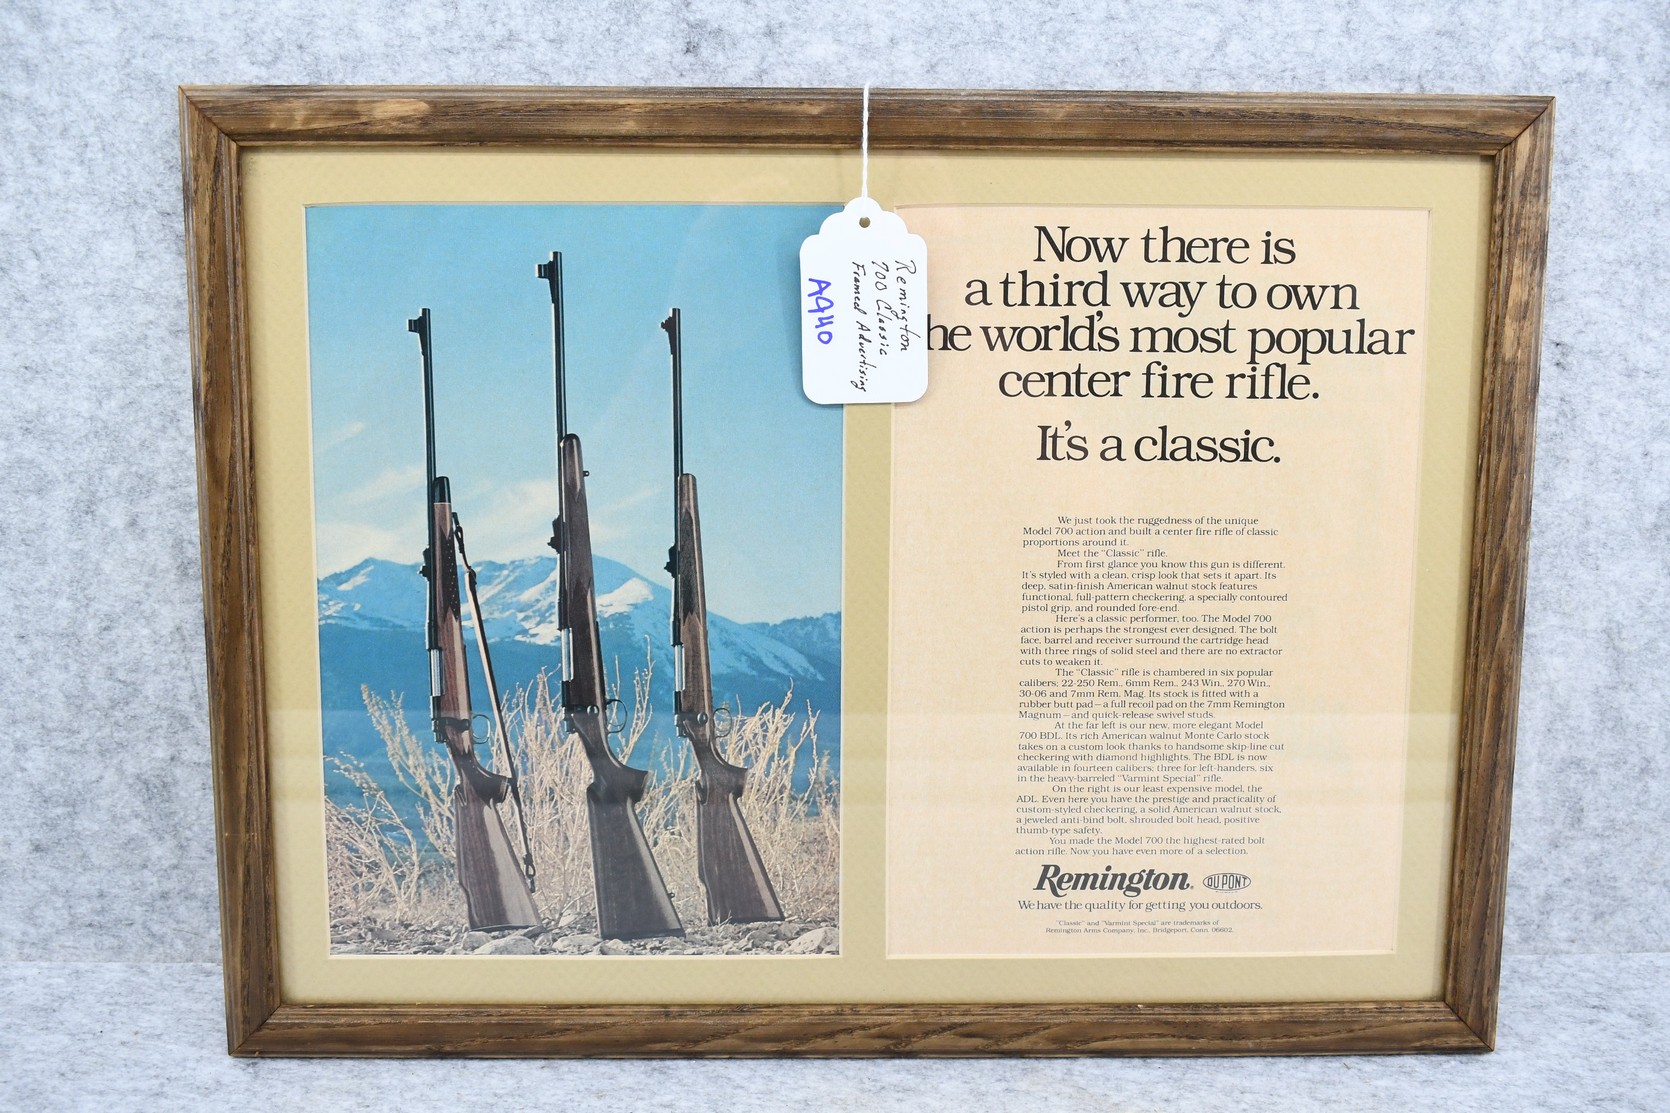 Remington
700 Classic
Framed Advertising
A940
Now there is
a third way to own
he world's most popular
center fire rifle.
It's a classic.
We just took the ruggedness of the unique
Model 700 action and built a center fire rifle of classic
proportions around it.
Meet the "Classic" rifle.
From first glance you know this gun is different.
It's styled with a clean, crisp look that sets it apart. Its
deep, satin-finish American walnut stock features
functional, full-pattern checkering, a specially contoured
pistol grip, and rounded fore-end.
Here's a classic performer, too. The Model 700
action is perhaps the strongest ever designed. The bolt
face, barrel and receiver surround the cartridge head
with three rings of solid steel and there are no extractor
cuts to weaken it.
The "Classic" rifle is chambered in six popular
calibers; 22-250 Rem., 6mm Rem., 243 Win., 270 Win.,
30-06 and 7mm Rem. Mag. Its stock is fitted with a
rubber butt pad—a full recoil pad on the 7mm Remington
Magnum—and quick-release swivel studs.
At the far left is our new, more elegant Model
700 BDL. Its rich American walnut Monte Carlo stock
takes on a custom look thanks to handsome skip-line cut
checkering with diamond highlights. The BDL is now
available in fourteen calibers; three for left-handers, six
in the heavy-barreled "Varmint Special" rifle.
On the right is our least expensive model, the
ADL. Even here you have the prestige and practicality of
custom-styled checkering, a solid American walnut stock,
a jeweled anti-bind bolt, shrouded bolt head, positive
thumb-type safety.
You made the Model 700 the highest-rated bolt
action rifle. Now you have even more of a selection.
Remington® DU PONT
We have the quality for getting you outdoors.
"Classic" and "Varmint Special" are trademarks of
Remington Arms Company, Inc., Bridgeport, Conn. 06602.